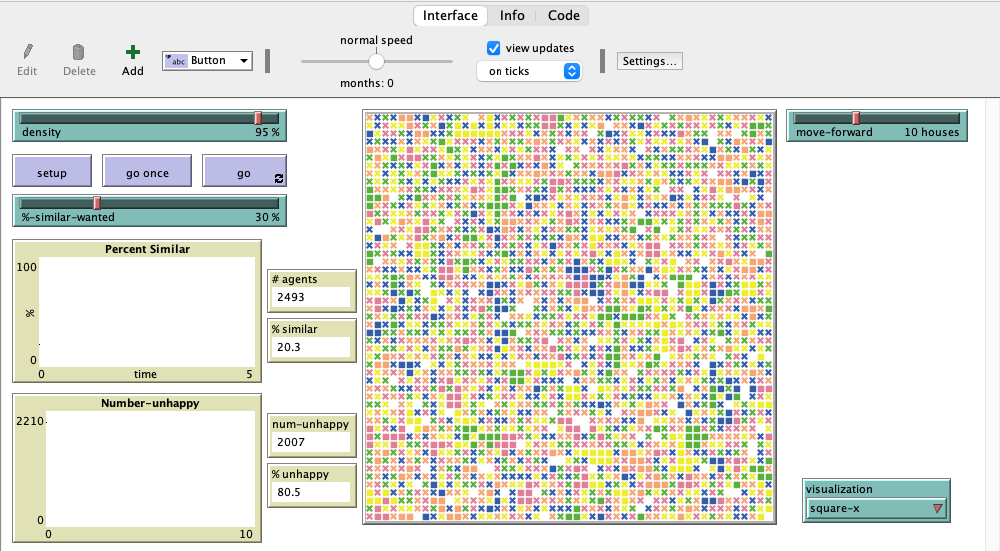 Interface Info Code
Edit Delete Add abc Button normal speed view updates on ticks Settings...
months: 0
density 95 %
setup go once go
%-similar-wanted 30 %
Percent Similar
100
%
0
0 time 5
# agents
2493
% similar
20.3
Number-unhappy
2210
0
0 10
num-unhappy
2007
% unhappy
80.5
move-forward 10 houses
visualization
square-x